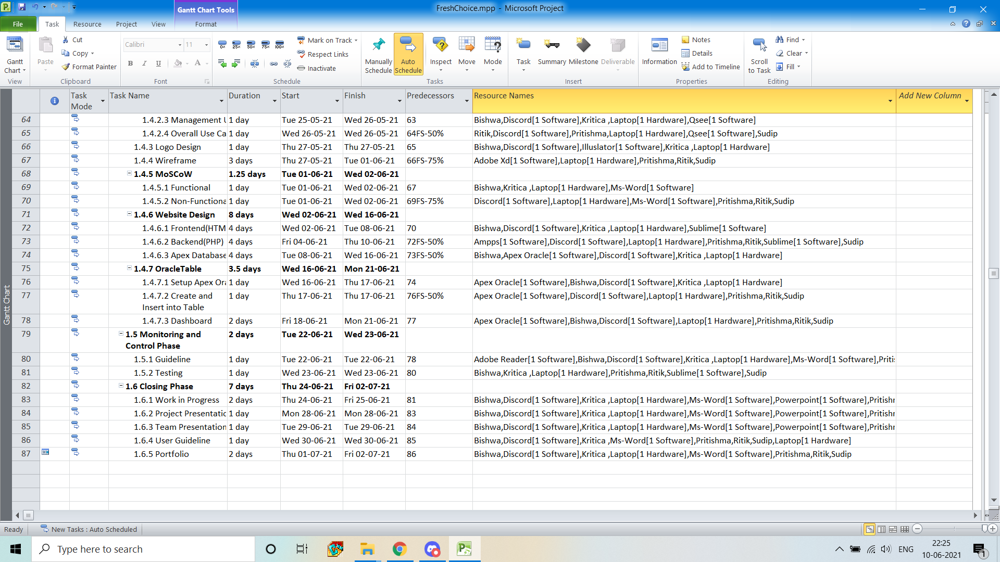 FreshChoice.mpp - Microsoft Project
Gantt Chart Tools
File Task Resource Project View Format
Gantt Chart
View
Paste
Cut
Copy
Format Painter
Clipboard
Calibri 11
B I U A
Font
0% 25% 50% 75% 100%
Mark on Track
Respect Links
Inactivate
Schedule
Manually Schedule
Auto Schedule
Inspect
Move
Mode
Tasks
Task
Summary
Milestone
Deliverable
Insert
Information
Notes
Details
Add to Timeline
Properties
Scroll to Task
Find
Clear
Fill
Editing
Task Mode Task Name Duration Start Finish Predecessors Resource Names Add New Column
64 1.4.2.3 Management U 1 day Tue 25-05-21 Wed 26-05-21 63 Bishwa,Discord[1 Software],Kritica ,Laptop[1 Hardware],Qsee[1 Software]
65 1.4.2.4 Overall Use Ca 1 day Wed 26-05-21 Wed 26-05-21 64FS-50% Ritik,Discord[1 Software],Pritishma,Laptop[1 Hardware],Qsee[1 Software],Sudip
66 1.4.3 Logo Design 1 day Thu 27-05-21 Thu 27-05-21 65 Bishwa,Discord[1 Software],Illuslator[1 Software],Kritica ,Laptop[1 Hardware]
67 1.4.4 Wireframe 3 days Thu 27-05-21 Tue 01-06-21 66FS-75% Adobe Xd[1 Software],Laptop[1 Hardware],Pritishma,Ritik,Sudip
68 1.4.5 MoSCoW 1.25 days Tue 01-06-21 Wed 02-06-21
69 1.4.5.1 Functional 1 day Tue 01-06-21 Wed 02-06-21 67 Bishwa,Kritica ,Laptop[1 Hardware],Ms-Word[1 Software]
70 1.4.5.2 Non-Functiona 1 day Tue 01-06-21 Wed 02-06-21 69FS-75% Discord[1 Software],Laptop[1 Hardware],Ms-Word[1 Software],Pritishma,Ritik,Sudip
71 1.4.6 Website Design 8 days Wed 02-06-21 Wed 16-06-21
72 1.4.6.1 Frontend(HTM 4 days Wed 02-06-21 Tue 08-06-21 70 Bishwa,Discord[1 Software],Kritica ,Laptop[1 Hardware],Sublime[1 Software]
73 1.4.6.2 Backend(PHP) 4 days Fri 04-06-21 Thu 10-06-21 72FS-50% Ampps[1 Software],Discord[1 Software],Laptop[1 Hardware],Pritishma,Ritik,Sublime[1 Software],Sudip
74 1.4.6.3 Apex Database 4 days Tue 08-06-21 Wed 16-06-21 73FS-50% Bishwa,Apex Oracle[1 Software],Discord[1 Software],Kritica ,Laptop[1 Hardware]
75 1.4.7 OracleTable 3.5 days Wed 16-06-21 Mon 21-06-21
76 1.4.7.1 Setup Apex Ora 1 day Wed 16-06-21 Thu 17-06-21 74 Apex Oracle[1 Software],Bishwa,Discord[1 Software],Kritica ,Laptop[1 Hardware]
77 1.4.7.2 Create and 1 day Thu 17-06-21 Thu 17-06-21 76FS-50% Apex Oracle[1 Software],Discord[1 Software],Laptop[1 Hardware],Pritishma,Ritik,Sudip
Insert into Table
78 1.4.7.3 Dashboard 2 days Fri 18-06-21 Mon 21-06-21 77 Apex Oracle[1 Software],Bishwa,Discord[1 Software],Laptop[1 Hardware],Pritishma,Ritik,Sudip
79 1.5 Monitoring and 2 days Tue 22-06-21 Wed 23-06-21
Control Phase
80 1.5.1 Guideline 1 day Tue 22-06-21 Tue 22-06-21 78 Adobe Reader[1 Software],Bishwa,Discord[1 Software],Kritica ,Laptop[1 Hardware],Ms-Word[1 Software],Priti
81 1.5.2 Testing 1 day Wed 23-06-21 Wed 23-06-21 80 Bishwa,Kritica ,Laptop[1 Hardware],Pritishma,Ritik,Sublime[1 Software],Sudip
82 1.6 Closing Phase 7 days Thu 24-06-21 Fri 02-07-21
83 1.6.1 Work in Progress 2 days Thu 24-06-21 Fri 25-06-21 81 Bishwa,Discord[1 Software],Kritica ,Laptop[1 Hardware],Ms-Word[1 Software],Powerpoint[1 Software],Pritish
84 1.6.2 Project Presentatic 1 day Mon 28-06-21 Mon 28-06-21 83 Bishwa,Discord[1 Software],Kritica ,Laptop[1 Hardware],Ms-Word[1 Software],Powerpoint[1 Software],Pritish
85 1.6.3 Team Presentation 1 day Tue 29-06-21 Tue 29-06-21 84 Bishwa,Discord[1 Software],Kritica ,Laptop[1 Hardware],Ms-Word[1 Software],Powerpoint[1 Software],Pritish
86 1.6.4 User Guideline 1 day Wed 30-06-21 Wed 30-06-21 85 Bishwa,Discord[1 Software],Kritica ,Ms-Word[1 Software],Pritishma,Ritik,Sudip,Laptop[1 Hardware]
87 1.6.5 Portfolio 2 days Thu 01-07-21 Fri 02-07-21 86 Bishwa,Discord[1 Software],Kritica ,Laptop[1 Hardware],Ms-Word[1 Software],Pritishma,Ritik,Sudip
Gantt Chart
Ready New Tasks : Auto Scheduled
Type here to search
ENG
22:25
10-06-2021
1